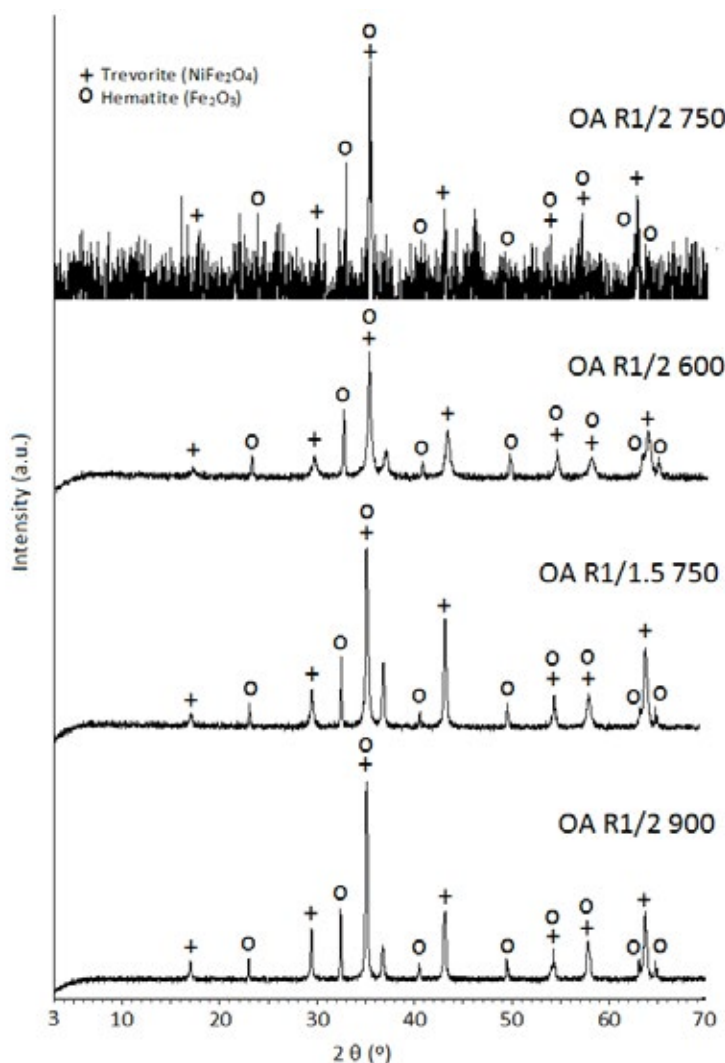 + Trevorite (NiFe₂O₄)
O Hematite (Fe₂O₃)
OA R1/2 750
OA R1/2 600
OA R1/1.5 750
OA R1/2 900
Intensity (a.u.)
3 10 20 30 40 50 60 70
2 θ (º)